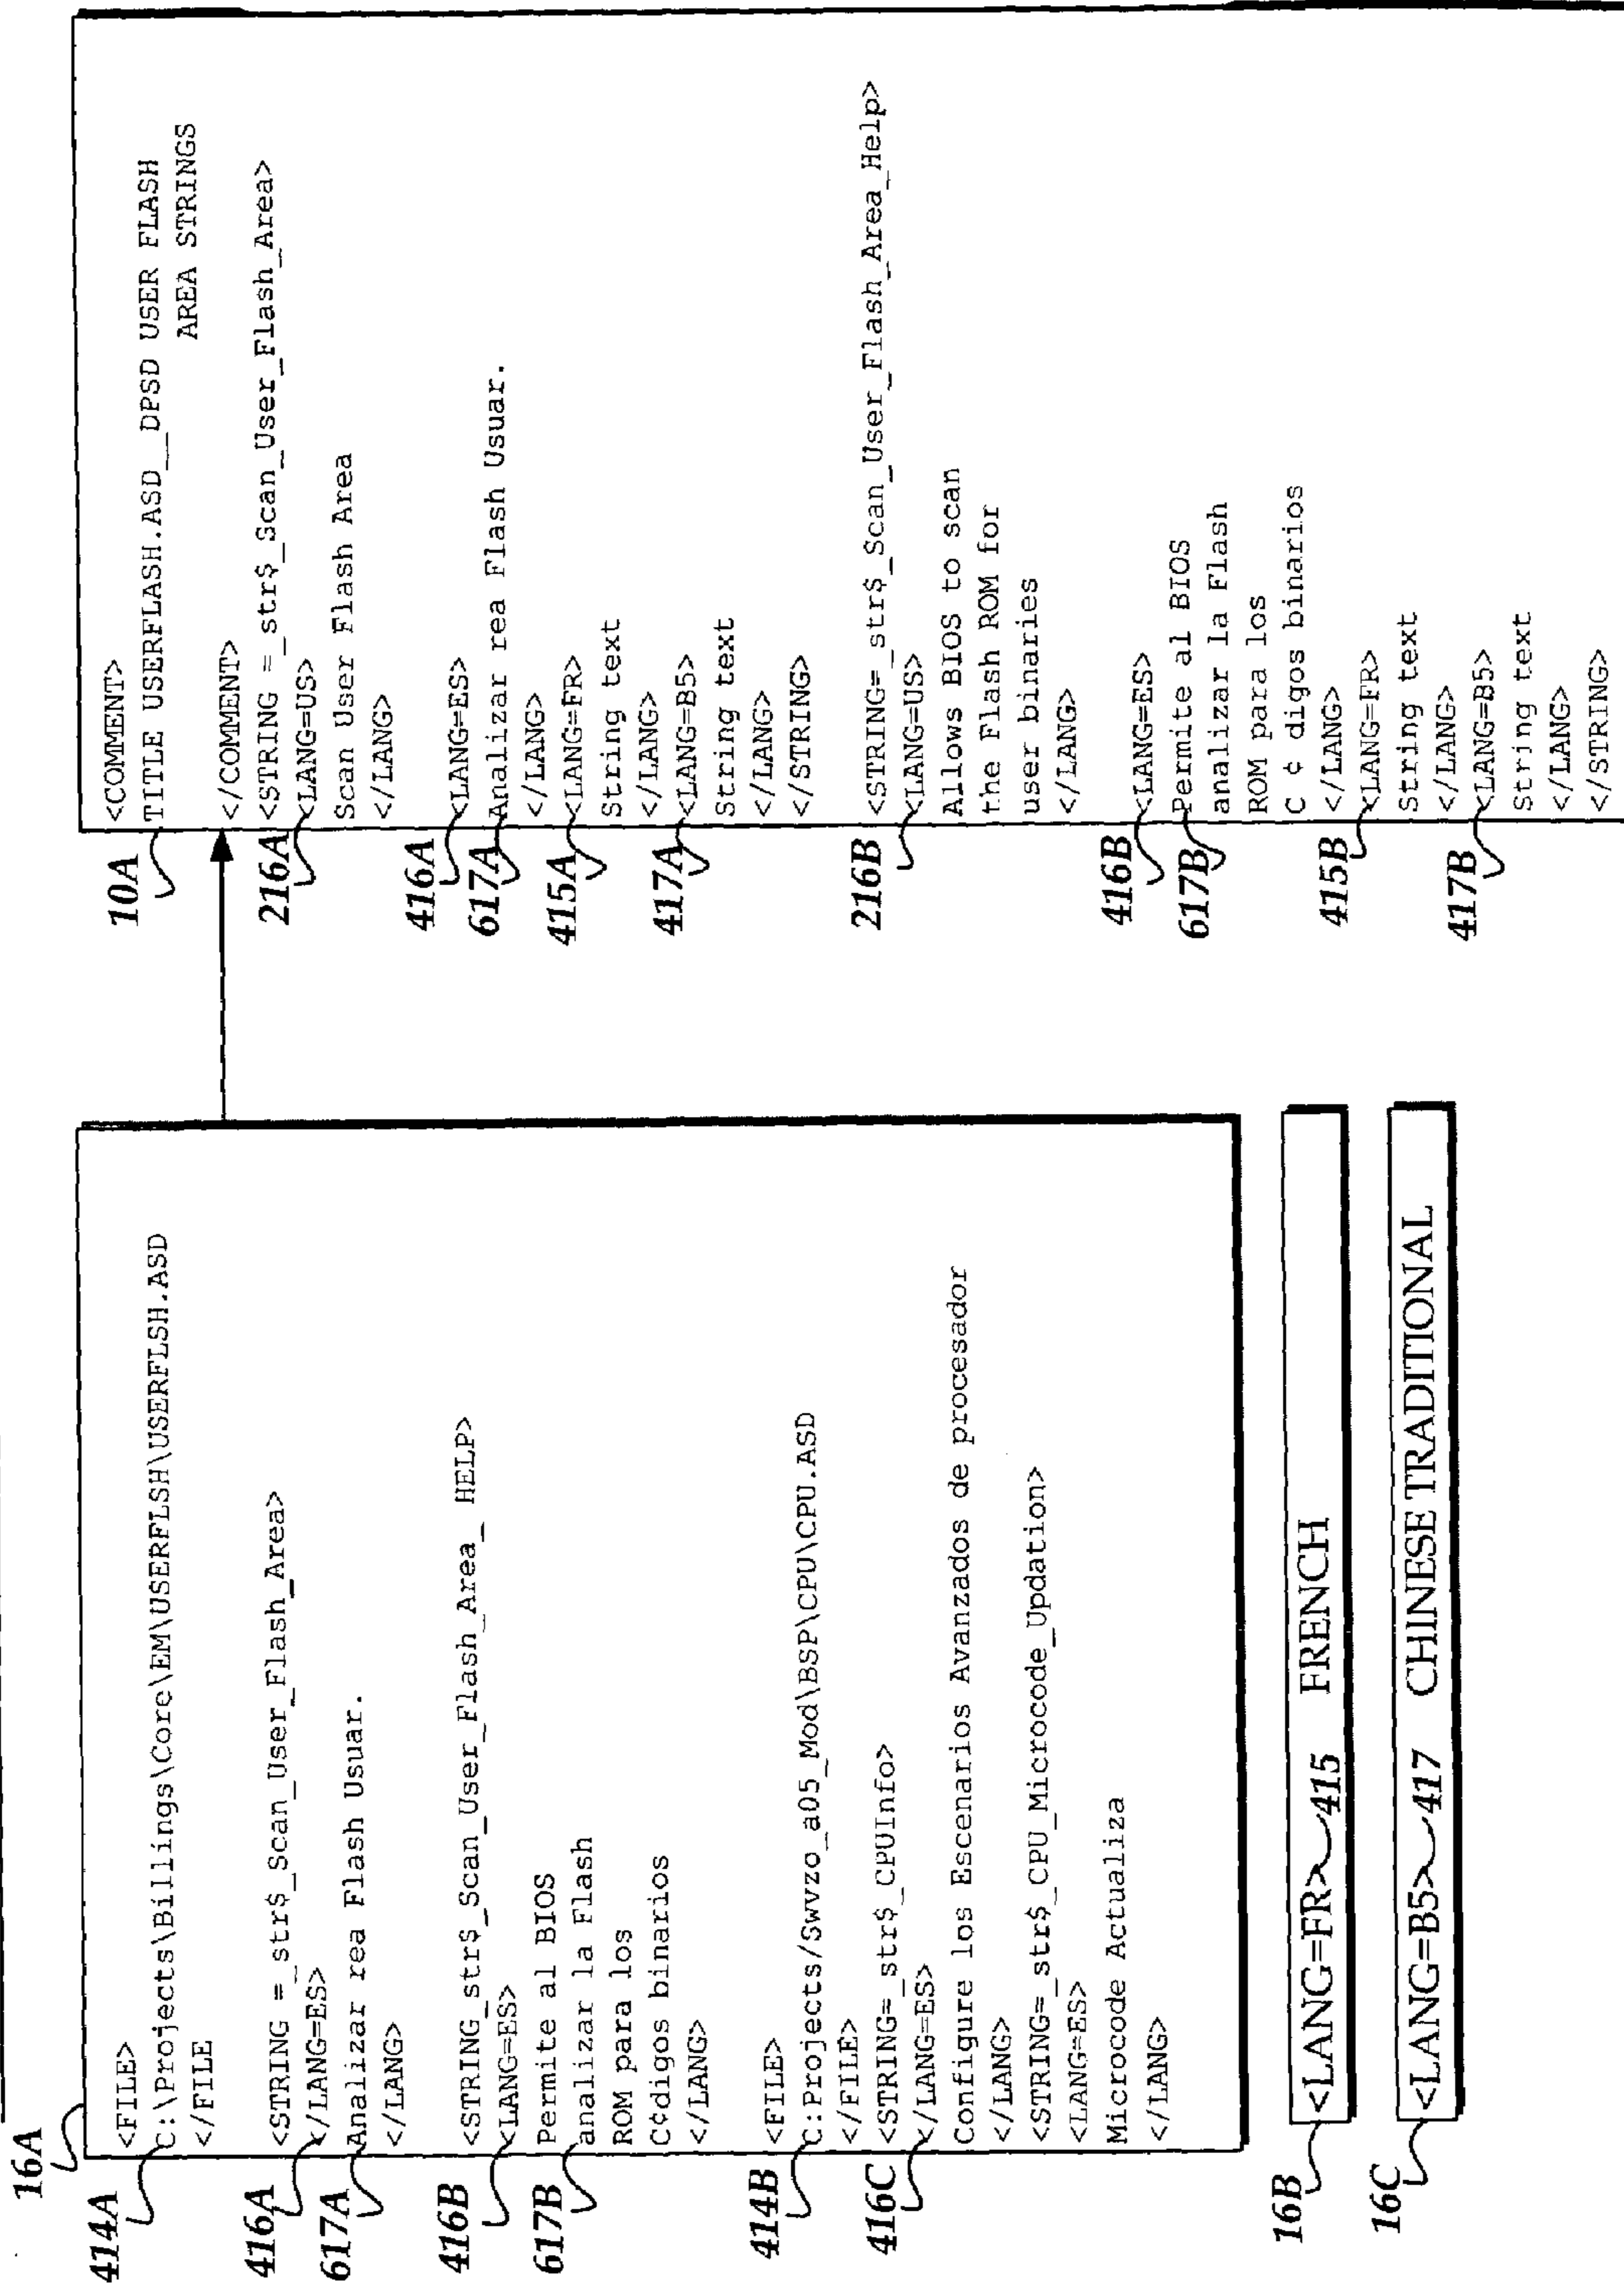 16A
414A
<FILE>
C:\Projects\Billings\Core\EM\USERFLSH\USERFLSH.ASD
</FILE
<STRING =_str$_Scan_User_Flash_Area>
416A
</LANG=ES>
617A
Analizar rea Flash Usuar.
</LANG>
<STRING_str$_Scan_User_Flash_Area_ HELP>
416B
<LANG=ES>
Permite al BIOS
617B
analizar la Flash
ROM para los
C¢digos binarios
</LANG>
<FILE>
414B
C:Projects/Swvzo_a05_Mod\BSP\CPU\CPU.ASD
</FILE>
<STRING=_str$_CPUInfo>
416C
</LANG=ES>
Configure los Escenarios Avanzados de procesador
</LANG>
<STRING=_str$_CPU_Microcode_Updation>
<LANG=ES>
Microcode Actualiza
</LANG>
16B
<LANG=FR> 415 FRENCH
16C
<LANG=B5> 417 CHINESE TRADITIONAL
<COMMENT>
10A
TITLE USERFLASH.ASD__DPSD USER FLASH
AREA STRINGS
</COMMENT>
<STRING =_str$_Scan_User_Flash_Area>
216A
<LANG=US>
Scan User Flash Area
</LANG>
416A
<LANG=ES>
617A
Analizar rea Flash Usuar.
</LANG>
415A
<LANG=FR>
String text
</LANG>
417A
<LANG=B5>
String text
</LANG>
</STRING>
<STRING=_str$_Scan_User_Flash_Area_Help>
216B
<LANG=US>
Allows BIOS to scan
the Flash ROM for
user binaries
</LANG>
416B
<LANG=ES>
617B
Permite al BIOS
analizar la Flash
ROM para los
C ¢ digos binarios
</LANG>
415B
<LANG=FR>
String text
</LANG>
417B
<LANG=B5>
String text
</LANG>
</STRING>